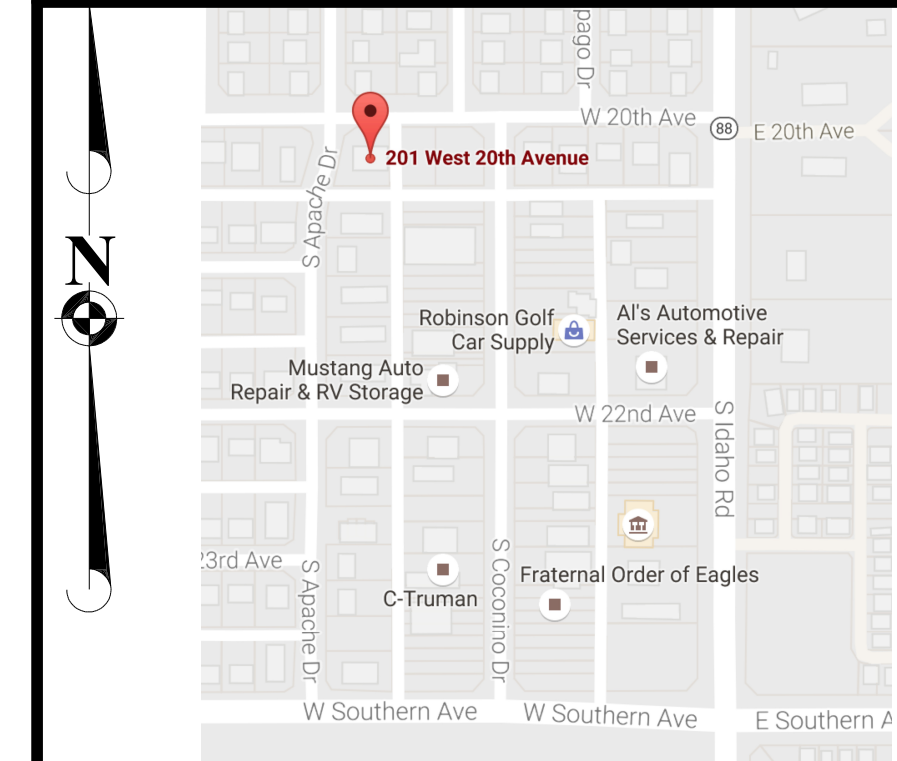 pago Dr
W 20th Ave
88
E 20th Ave
201 West 20th Avenue
S Apache Dr
N
Robinson Golf
Car Supply
Al's Automotive
Services & Repair
Mustang Auto
Repair & RV Storage
W 22nd Ave
S Idaho Rd
23rd Ave
S Apache Dr
S Coconino Dr
Fraternal Order of Eagles
C-Truman
W Southern Ave
W Southern Ave
E Southern A